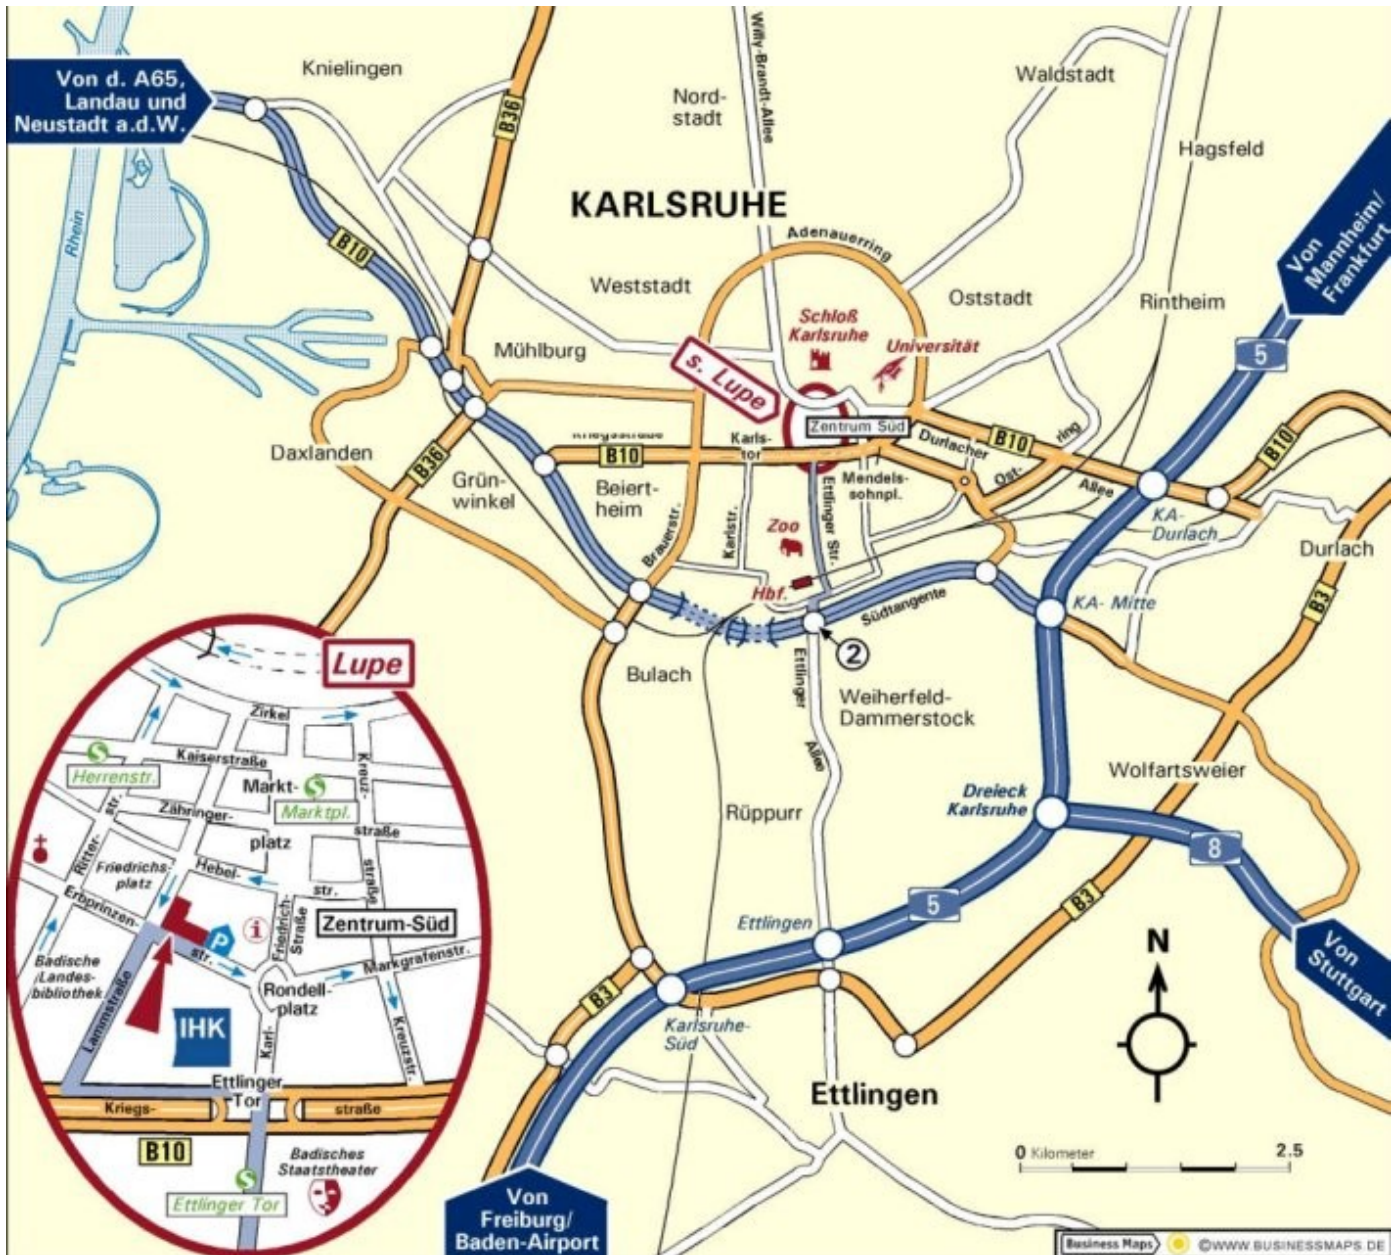 Von d. A65,
Landau und
Neustadt a.d.W.
Knielingen
B36
Nord-
stadt
Willy-Brandt-Allee
Waldstadt
Hagsfeld
Von
Mannheim/
Frankfurt
Rhein
B10
KARLSRUHE
Adenauerring
Weststadt
Oststadt
Rintheim
Schloß
Karlsruhe
Universität
5
Mühlburg
s. Lupe
Zentrum Süd
Daxlanden
B36
Grün-
winkel
B10
Karls-
tor
Beiert-
heim
Brauerstr.
Karlstr.
Zoo
Hbf.
Ettlinger Str.
Mendels-
sohnpl.
Durlacher
Allee
B10
Ost-
ring
B10
KA-
Durlach
Durlach
B3
KA- Mitte
Südtangente
2
Bulach
Ettlinger
Allee
Weiherfeld-
Dammerstock
Rüppurr
Wolfartsweier
Dreieck
Karlsruhe
8
5
B3
Von
Stuttgart
Ettlingen
B3
Karlsruhe-
Süd
Ettlingen
N
0 Kilometer 2.5
Von
Freiburg/
Baden-Airport
Lupe
Zirkel
Kaiserstraße
Herrenstr.
Markt-
platz
Marktpl.
Kreuz-
straße
Zähringer-
straße
Ritter-
str.
Friedrichs-
platz
Hebel-
str.
Erbprinzen-
str.
P
i
Friedrich-
Straße
Zentrum-Süd
Badische
Landes-
bibliothek
Lammstraße
Rondell-
platz
Markgrafenstr.
IHK
Karl-
Kreuzstr.
Ettlinger
Tor
Kriegs-
straße
B10
Badisches
Staatstheater
Ettlinger Tor
Business Maps ©WWW.BUSINESSMAPS.DE